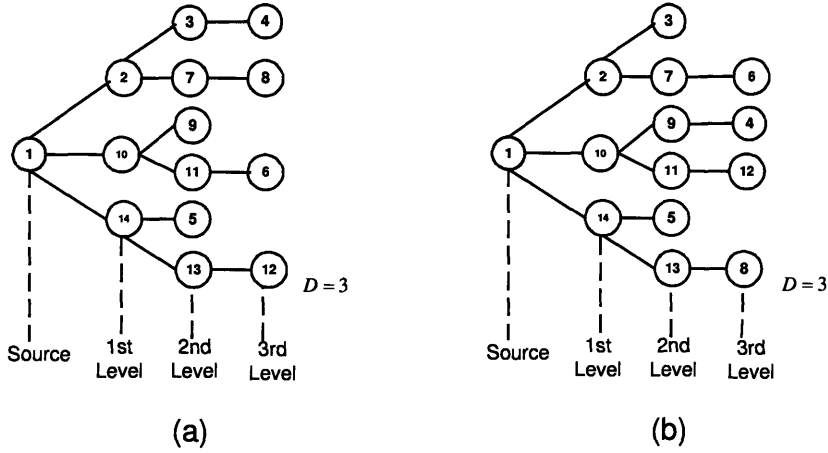 3 4
2 7 8
9
1 10
11 6
14 5
13 12
D = 3
Source
1st Level
2nd Level
3rd Level
(a)
3
2 7 6
9 4
1 10
11 12
14 5
13 8
D = 3
Source
1st Level
2nd Level
3rd Level
(b)